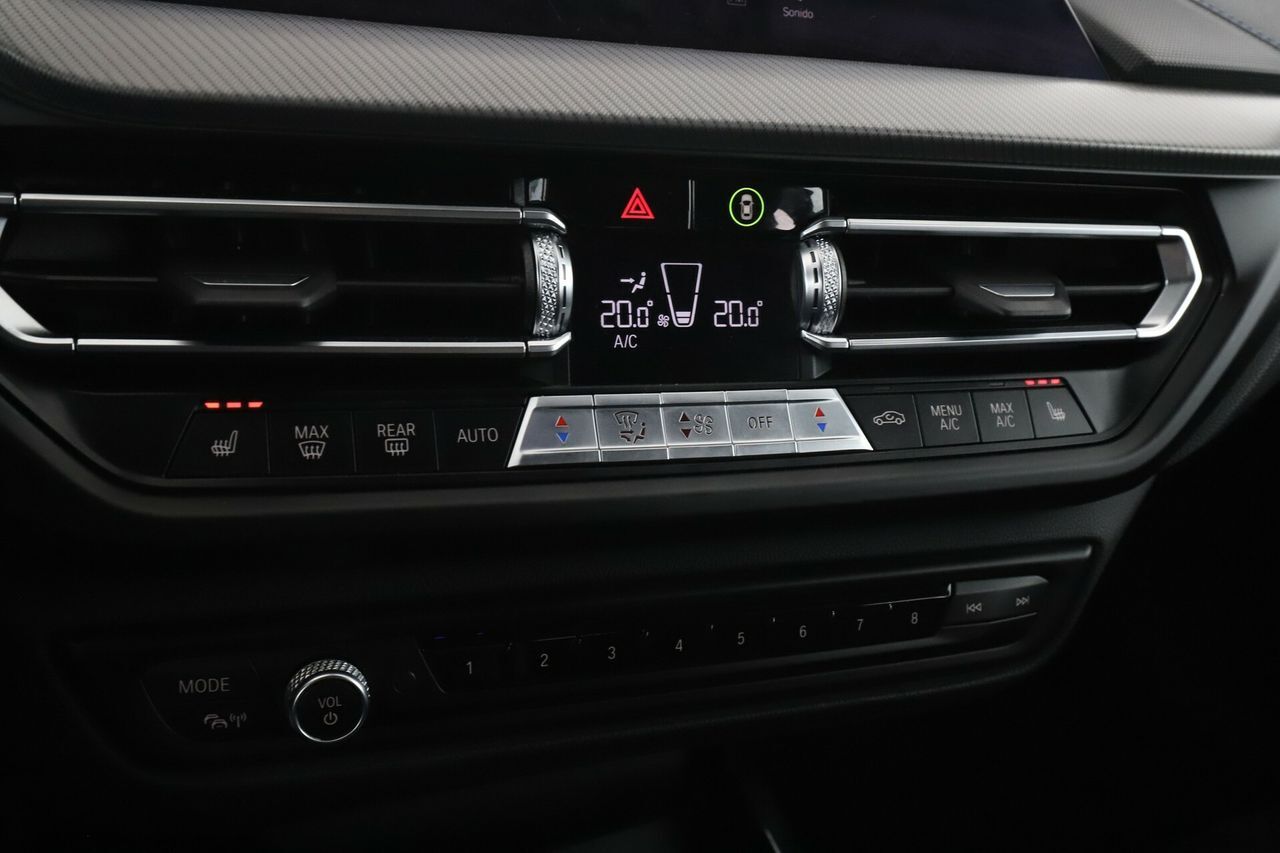 Sonido
20.0°
20.0°
A/C
MAX
REAR
AUTO
OFF
MENU
A/C
MAX
A/C
MODE
VOL
1
2
3
4
5
6
7
8